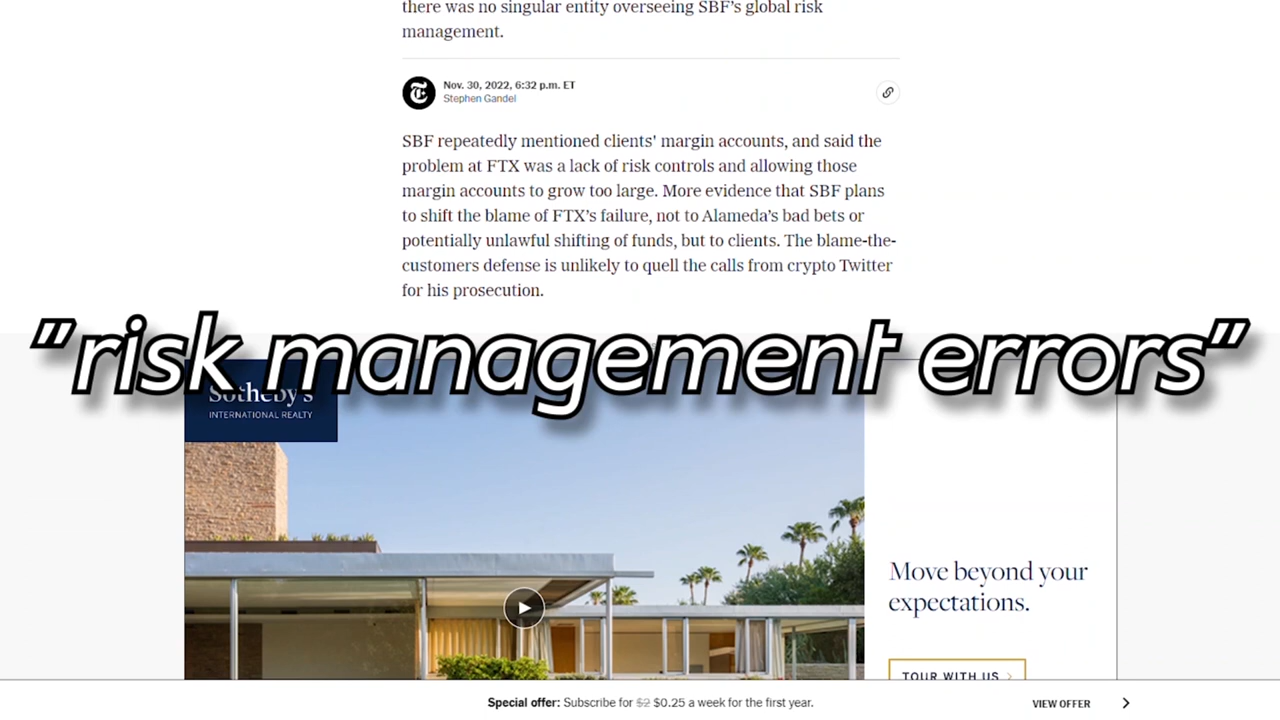 there was no singular entity overseeing SBF's global risk
management.
Nov. 30, 2022, 6:32 p.m. ET
Stephen Gandel
SBF repeatedly mentioned clients' margin accounts, and said the
problem at FTX was a lack of risk controls and allowing those
margin accounts to grow too large. More evidence that SBF plans
to shift the blame of FTX's failure, not to Alameda's bad bets or
potentially unlawful shifting of funds, but to clients. The blame-the-
customers defense is unlikely to quell the calls from crypto Twitter
for his prosecution.
"risk management errors"
Sotheby's
INTERNATIONAL REALTY
Move beyond your
expectations.
TOUR WITH US
Special offer: Subscribe for $2 $0.25 a week for the first year.
VIEW OFFER